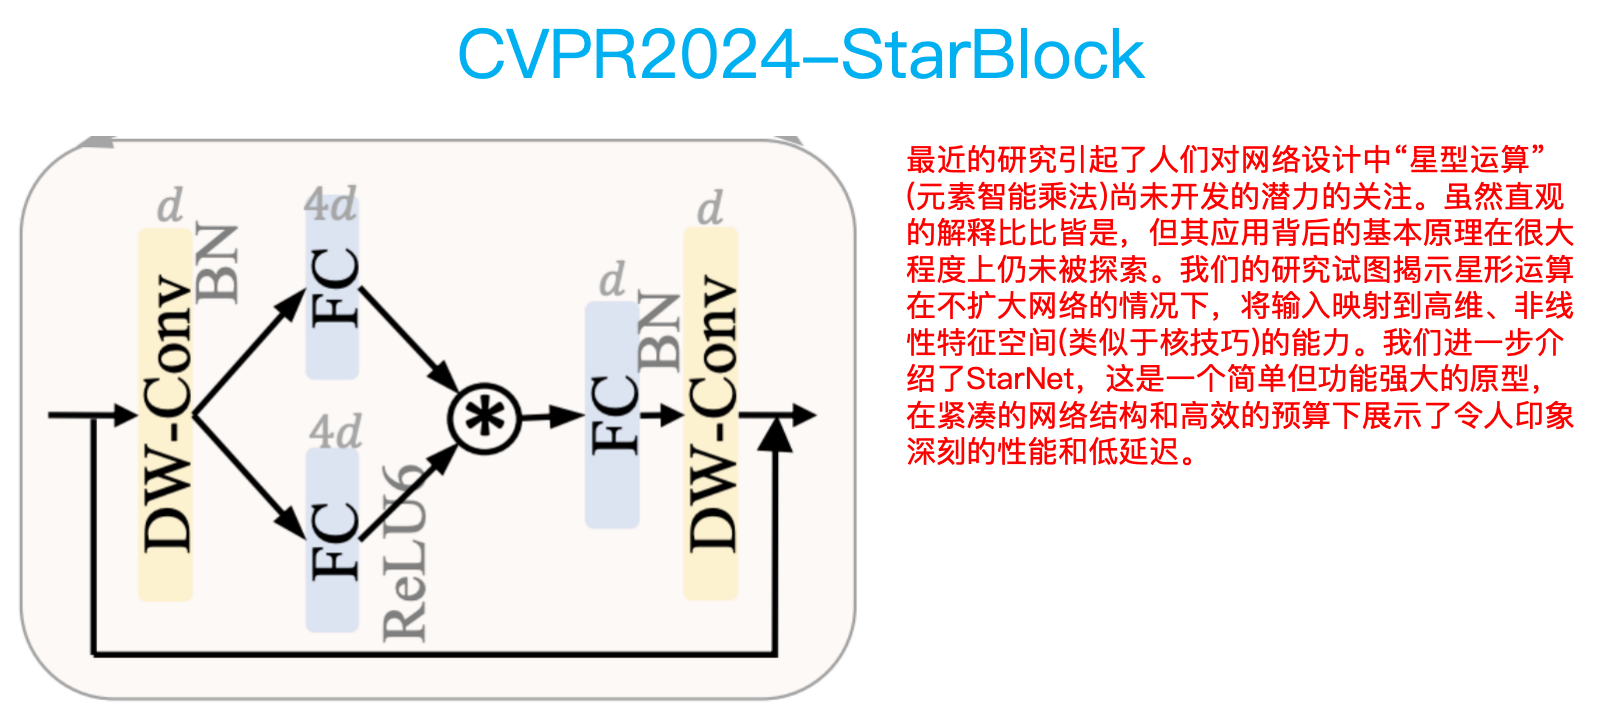 CVPR2024–StarBlock
d
BN
DW-Conv
4d
FC
4d
FC
ReLU6
*
d
FC
BN
d
DW-Conv
最近的研究引起了人们对网络设计中“星型运算”
(元素智能乘法)尚未开发的潜力的关注。虽然直观
的解释比比皆是，但其应用背后的基本原理在很大
程度上仍未被探索。我们的研究试图揭示星形运算
在不扩大网络的情况下，将输入映射到高维、非线
性特征空间(类似于核技巧)的能力。我们进一步介
绍了StarNet，这是一个简单但功能强大的原型，
在紧凑的网络结构和高效的预算下展示了令人印象
深刻的性能和低延迟。